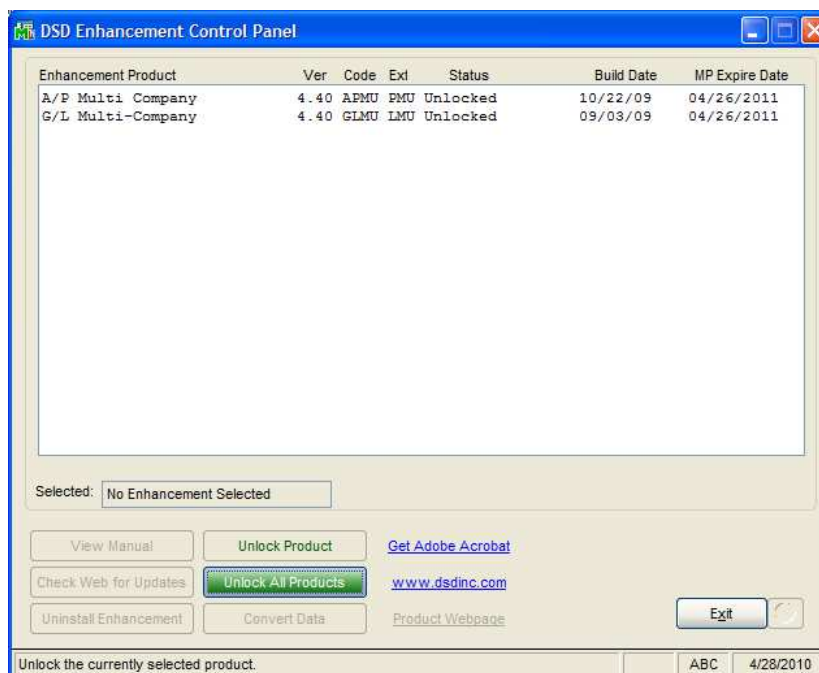 DSD Enhancement Control Panel
Enhancement Product Ver Code Ext Status Build Date MP Expire Date
A/P Multi Company 4.40 APMU PMU Unlocked 10/22/09 04/26/2011
G/L Multi-Company 4.40 GLMU LMU Unlocked 09/03/09 04/26/2011
Selected: No Enhancement Selected
View Manual Unlock Product Get Adobe Acrobat
Check Web for Updates Unlock All Products www.dsdinc.com
Uninstall Enhancement Convert Data Product Webpage Exit
Unlock the currently selected product. ABC 4/28/2010